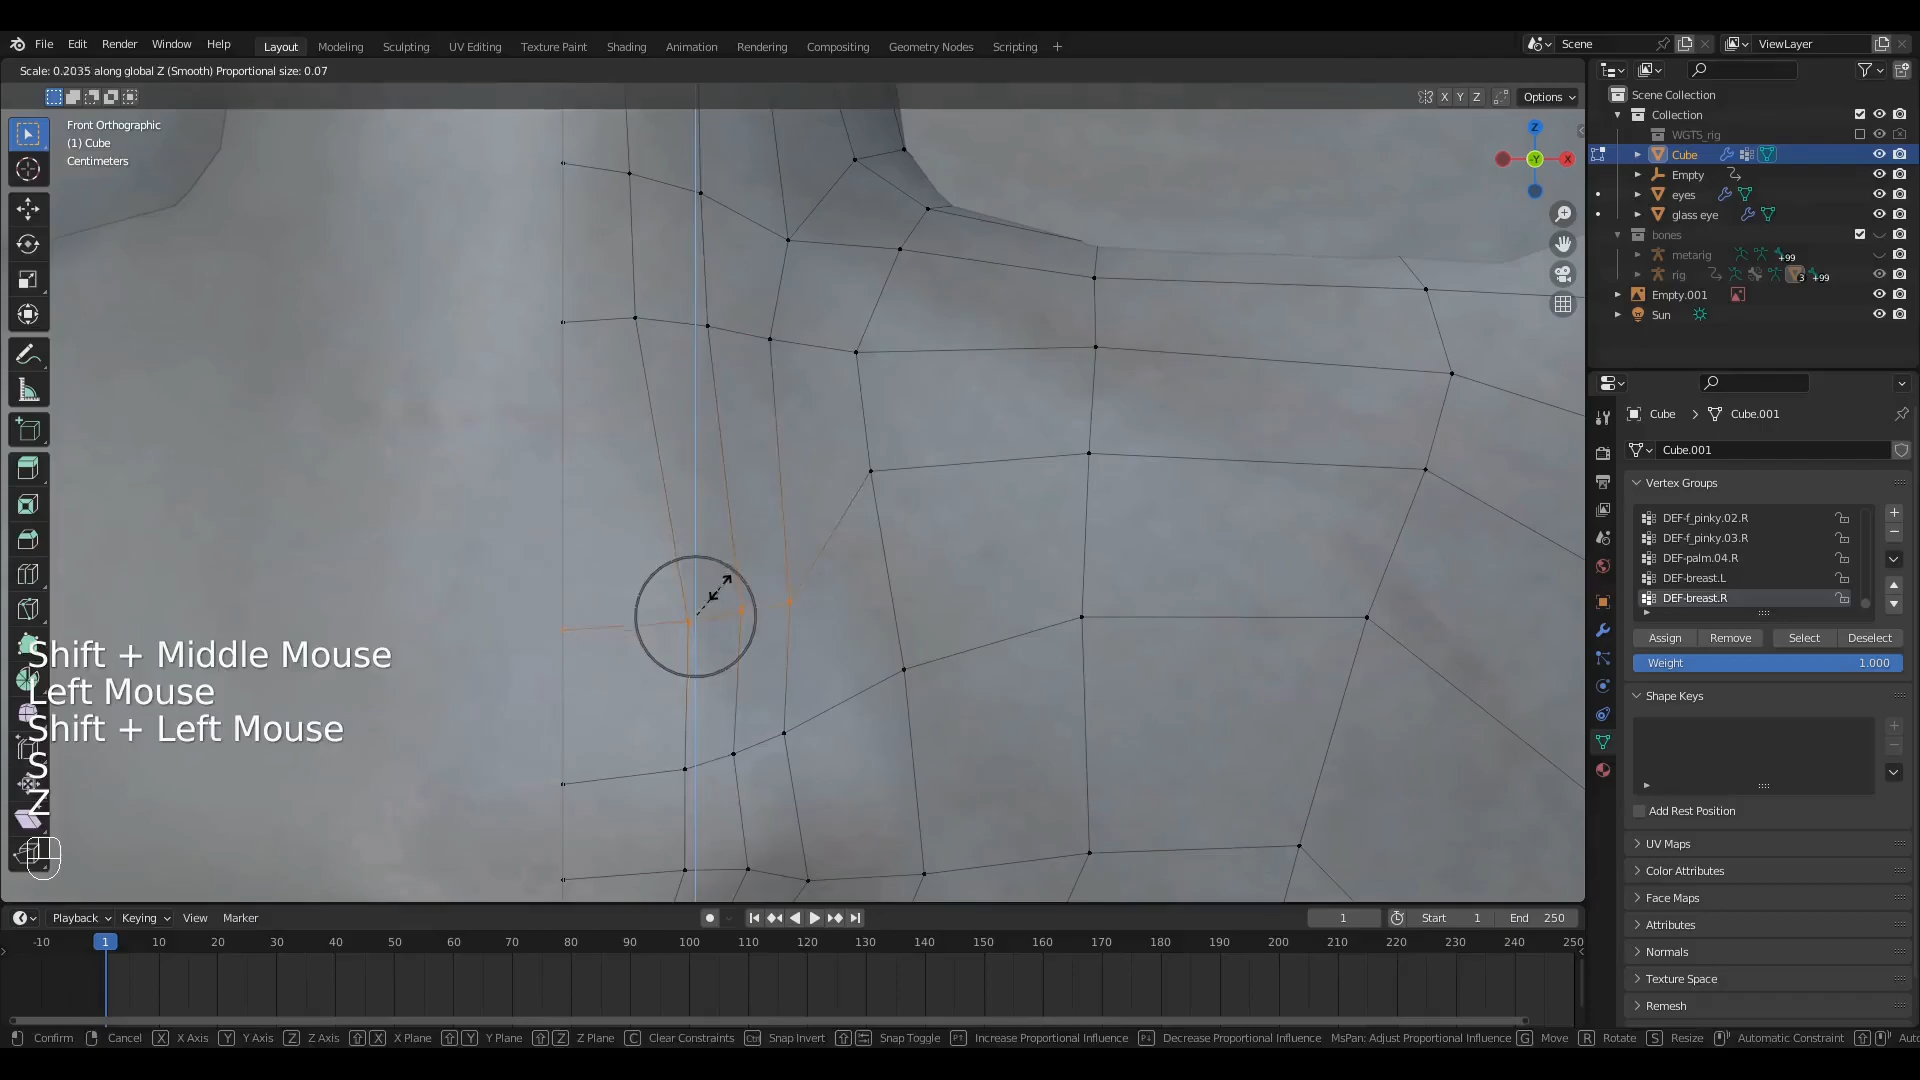 File Edit Render Window Help Layout Modeling Sculpting UV Editing Texture Paint Shading Animation Rendering Compositing Geometry Nodes Scripting + Scene ViewLayer
Scale: 0.2035 along global Z (Smooth) Proportional size: 0.07
X Y Z Options
Front Orthographic
(1) Cube
Centimeters
Z
-Y
X
Scene Collection
Collection
WGTS_rig
Cube
Empty
eyes
glass eye
bones
metarig +99
rig 3 +99
Empty.001
Sun
Cube > Cube.001
Cube.001
Vertex Groups
DEF-f_pinky.02.R
DEF-f_pinky.03.R
DEF-palm.04.R
DEF-breast.L
DEF-breast.R
Assign Remove Select Deselect
Weight 1.000
Shape Keys
Add Rest Position
UV Maps
Color Attributes
Face Maps
Attributes
Normals
Texture Space
Remesh
Shift + Middle Mouse
Left Mouse
Shift + Left Mouse
S
Z
Playback Keying View Marker 1 Start 1 End 250
-10 1 10 20 30 40 50 60 70 80 90 100 110 120 130 140 150 160 170 180 190 200 210 220 230 240 250
Confirm Cancel X X Axis Y Y Axis Z Z Axis X X Plane Y Y Plane Z Z Plane C Clear Constraints Ctrl Snap Invert Snap Toggle Increase Proportional Influence Decrease Proportional Influence MsPan: Adjust Proportional Influence G Move R Rotate S Resize Automatic Constraint Auto